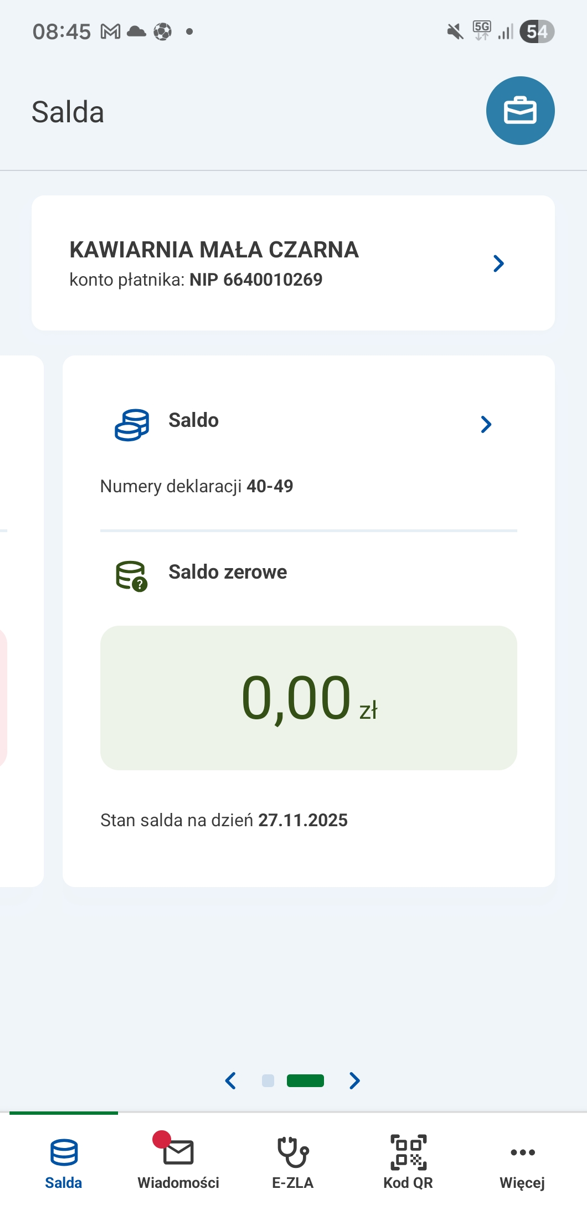 08:45
5G
54
Salda
KAWIARNIA MAŁA CZARNA
konto płatnika: NIP 6640010269
Saldo
Numery deklaracji 40-49
Saldo zerowe
0,00 zł
Stan salda na dzień 27.11.2025
Salda
Wiadomości
E-ZLA
Kod QR
Więcej